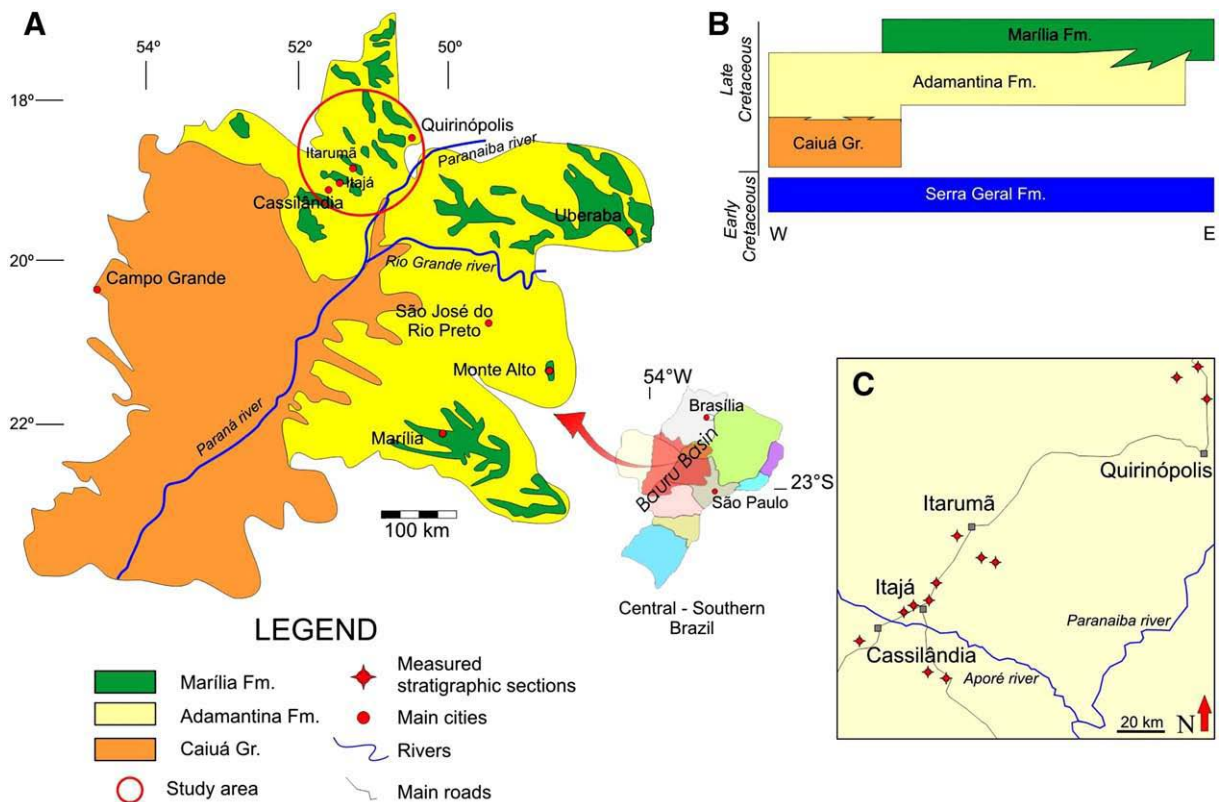 A
54°
52°
50°
18º
20º
22º
Quirinópolis
Paranaiba river
Itarumã
Itajá
Cassilândia
Uberaba
Rio Grande river
Campo Grande
São José do
Rio Preto
Monte Alto
Paraná river
Marília
100 km
B
Late
Cretaceous
Early
Cretaceous
Marília Fm.
Adamantina Fm.
Caiuá Gr.
Serra Geral Fm.
W
E
54°W
Brasília
Bauru Basin
23°S
São Paulo
Central - Southern
Brazil
C
Quirinópolis
Itarumã
Itajá
Paranaiba river
Cassilândia
Aporé river
20 km
N
LEGEND
Marília Fm.
Adamantina Fm.
Caiuá Gr.
Study area
Measured
stratigraphic sections
Main cities
Rivers
Main roads